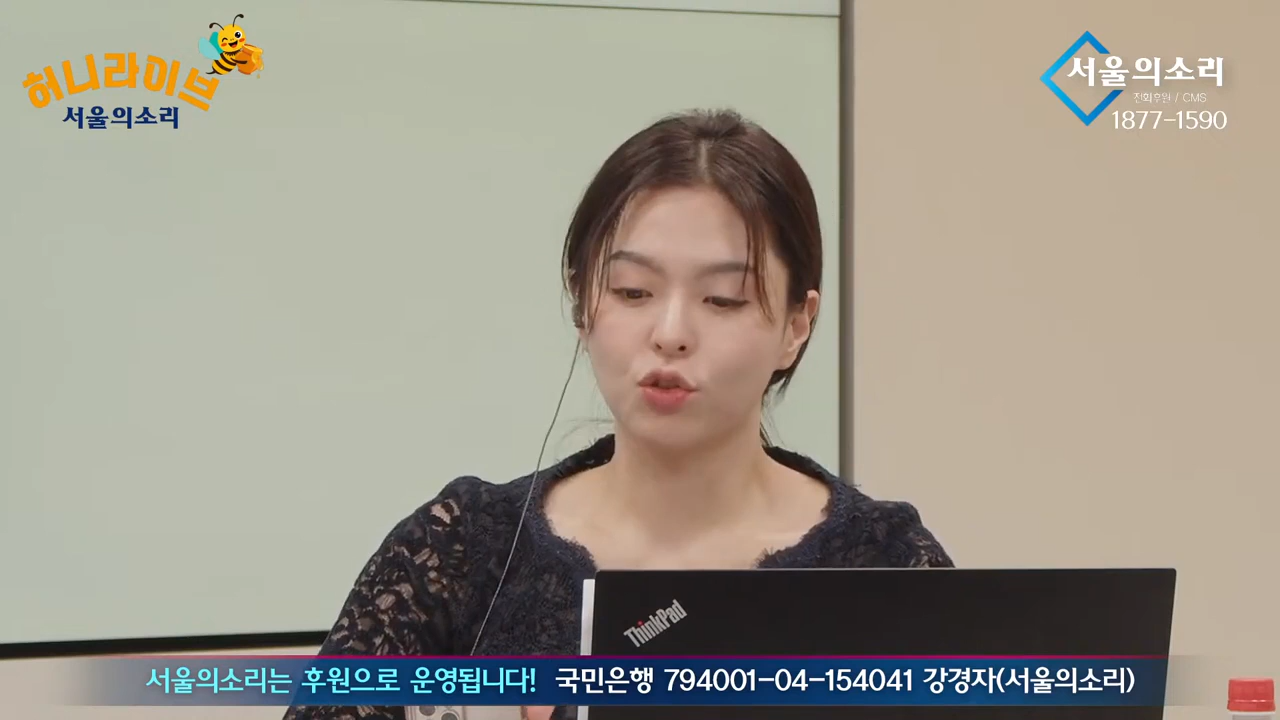 허니라이브
서울의소리
서울의소리
전화후원 / CMS
1877-1590
ThinkPad
서울의소리는 후원으로 운영됩니다! 국민은행 794001-04-154041 강경자(서울의소리)